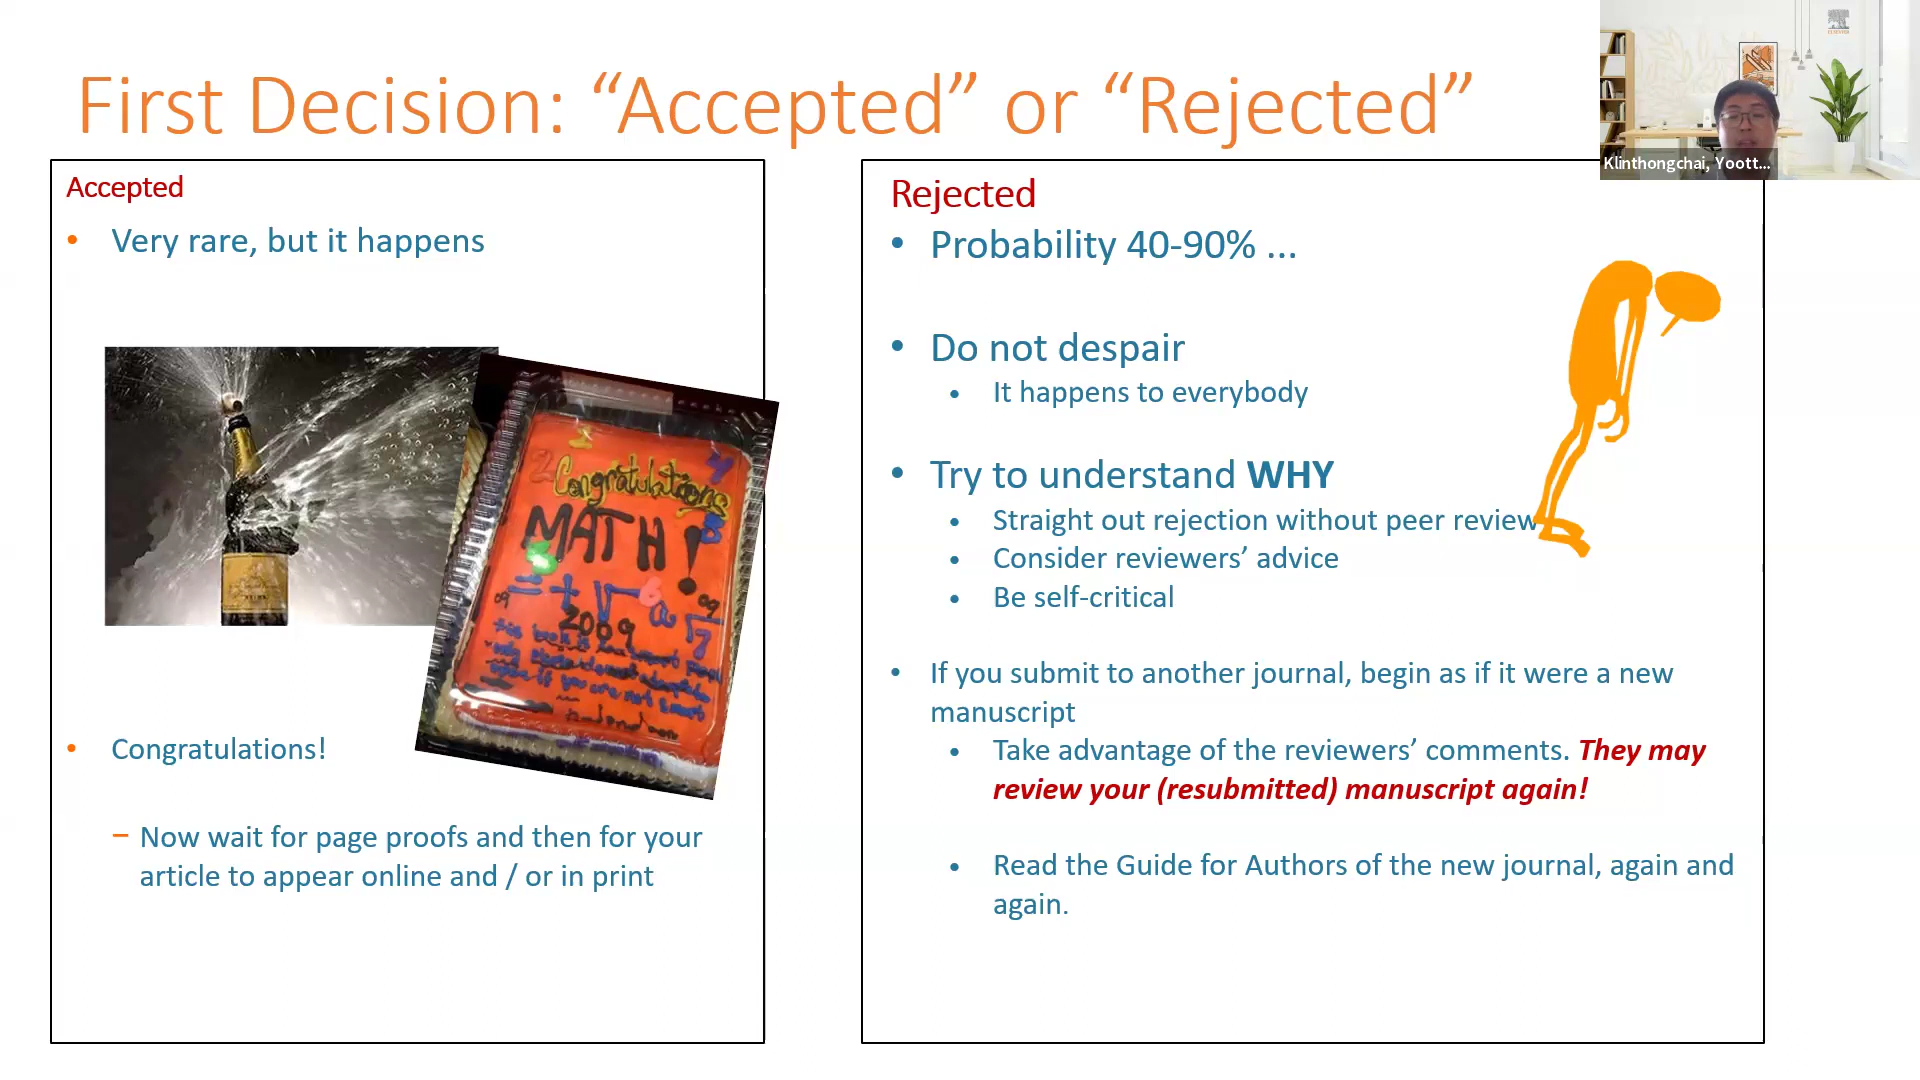 First Decision: “Accepted” or “Rejected”
Klinthongchai, Yoott...
ELSEVIER
Accepted
• Very rare, but it happens
Congratulations
MATH!
2009
• Congratulations!
– Now wait for page proofs and then for your
article to appear online and / or in print
Rejected
• Probability 40-90% ...
• Do not despair
• It happens to everybody
• Try to understand WHY
• Straight out rejection without peer review
• Consider reviewers’ advice
• Be self-critical
• If you submit to another journal, begin as if it were a new
manuscript
• Take advantage of the reviewers’ comments. They may
review your (resubmitted) manuscript again!
• Read the Guide for Authors of the new journal, again and
again.